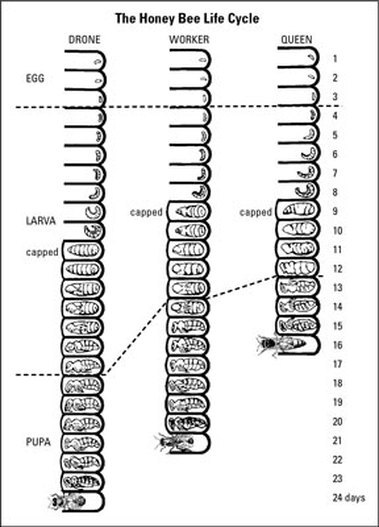 The Honey Bee Life Cycle
DRONE WORKER QUEEN
1
EGG
2
3
4
5
6
7
8
capped capped 9
LARVA
10
capped 11
12
13
14
15
16
17
18
19
20
PUPA 21
22
23
24 days